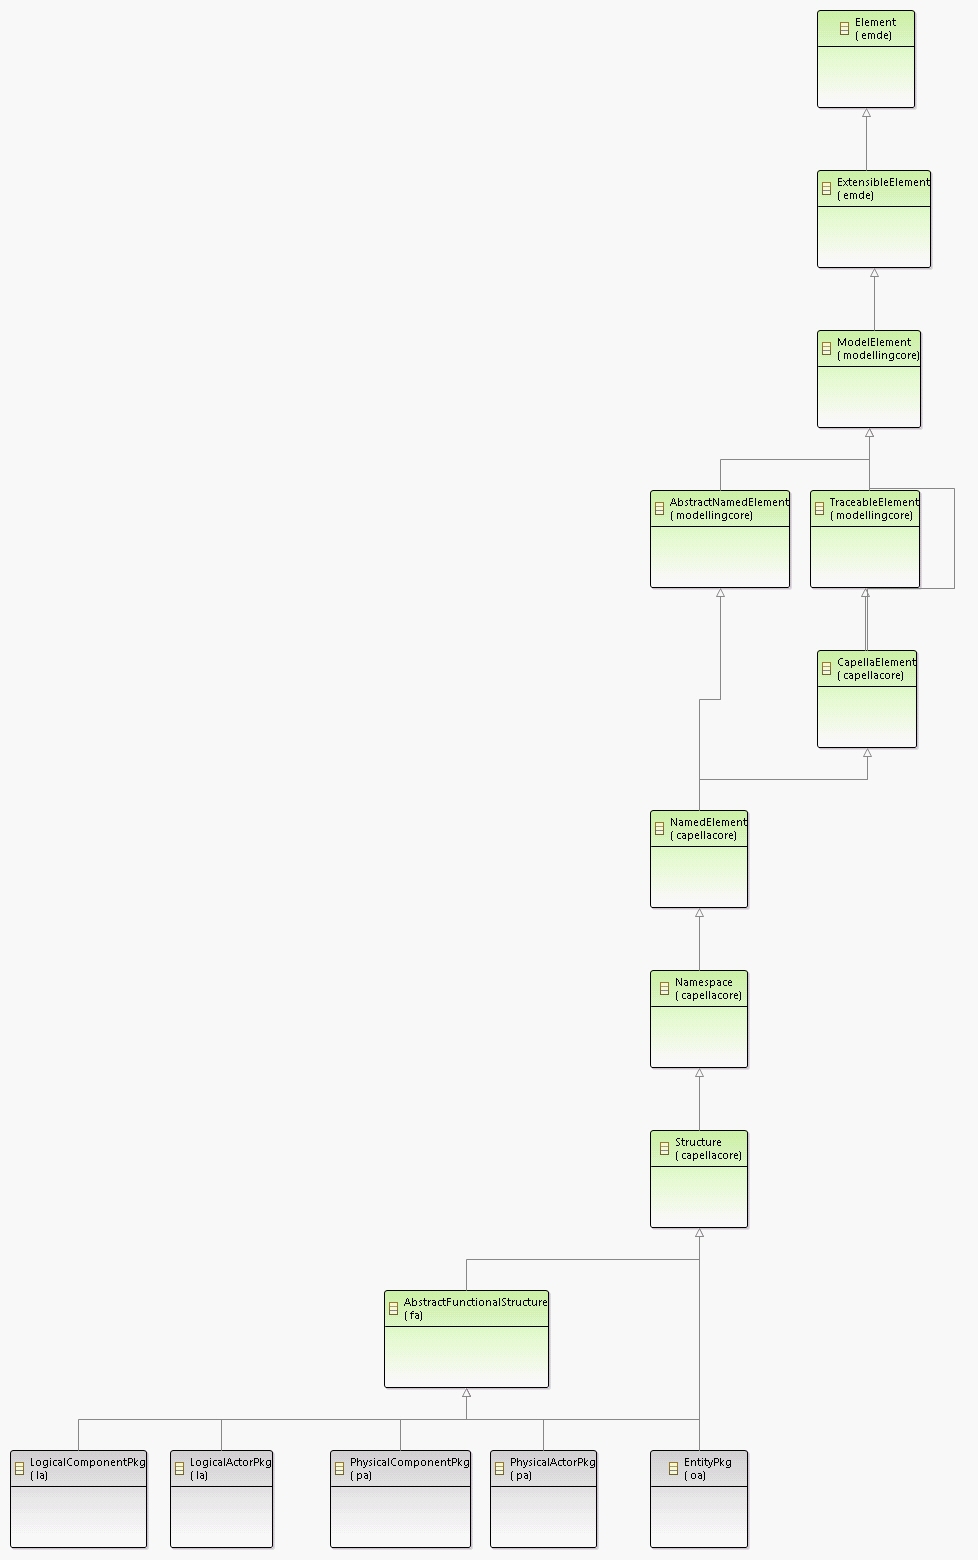 Element
( emde)
ExtensibleElement
( emde)
ModelElement
( modellingcore)
AbstractNamedElement
( modellingcore)
TraceableElement
( modellingcore)
CapellaElement
( capellacore)
NamedElement
( capellacore)
Namespace
( capellacore)
Structure
( capellacore)
AbstractFunctionalStructure
( fa)
LogicalComponentPkg
( la)
LogicalActorPkg
( la)
PhysicalComponentPkg
( pa)
PhysicalActorPkg
( pa)
EntityPkg
( oa)